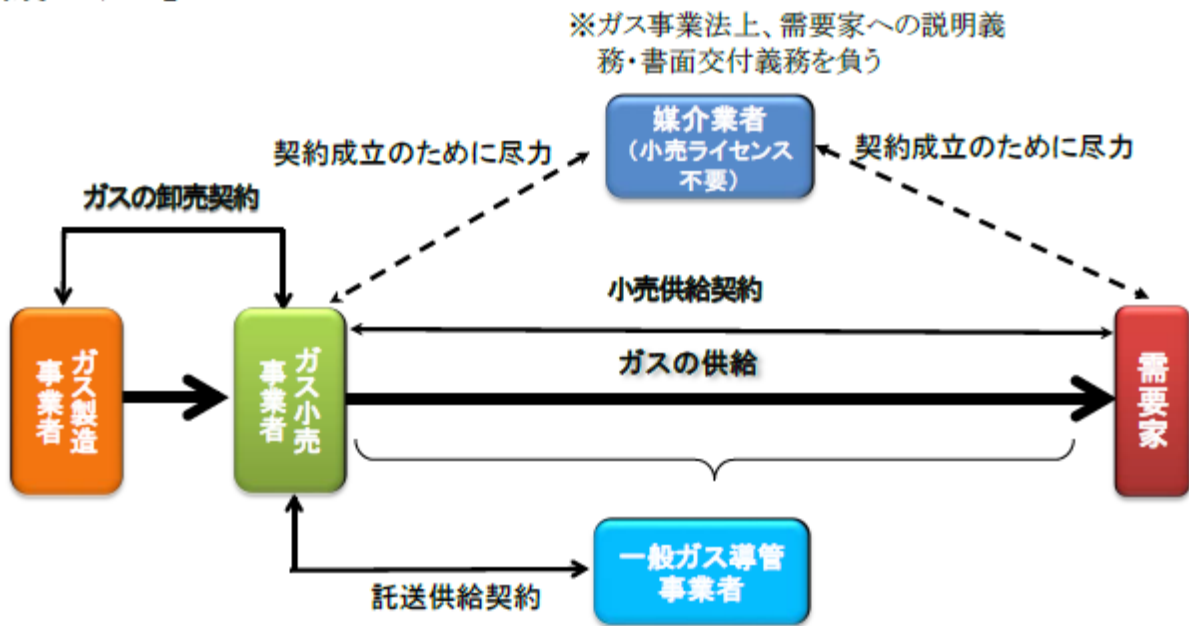 ※ガス事業法上、需要家への説明義
務・書面交付義務を負う
媒介業者
（小売ライセンス
不要）
契約成立のために尽力
契約成立のために尽力
ガスの卸売契約
小売供給契約
ガスの供給
ガス製造
事業者
ガス小売
事業者
需要家
一般ガス導管
事業者
託送供給契約